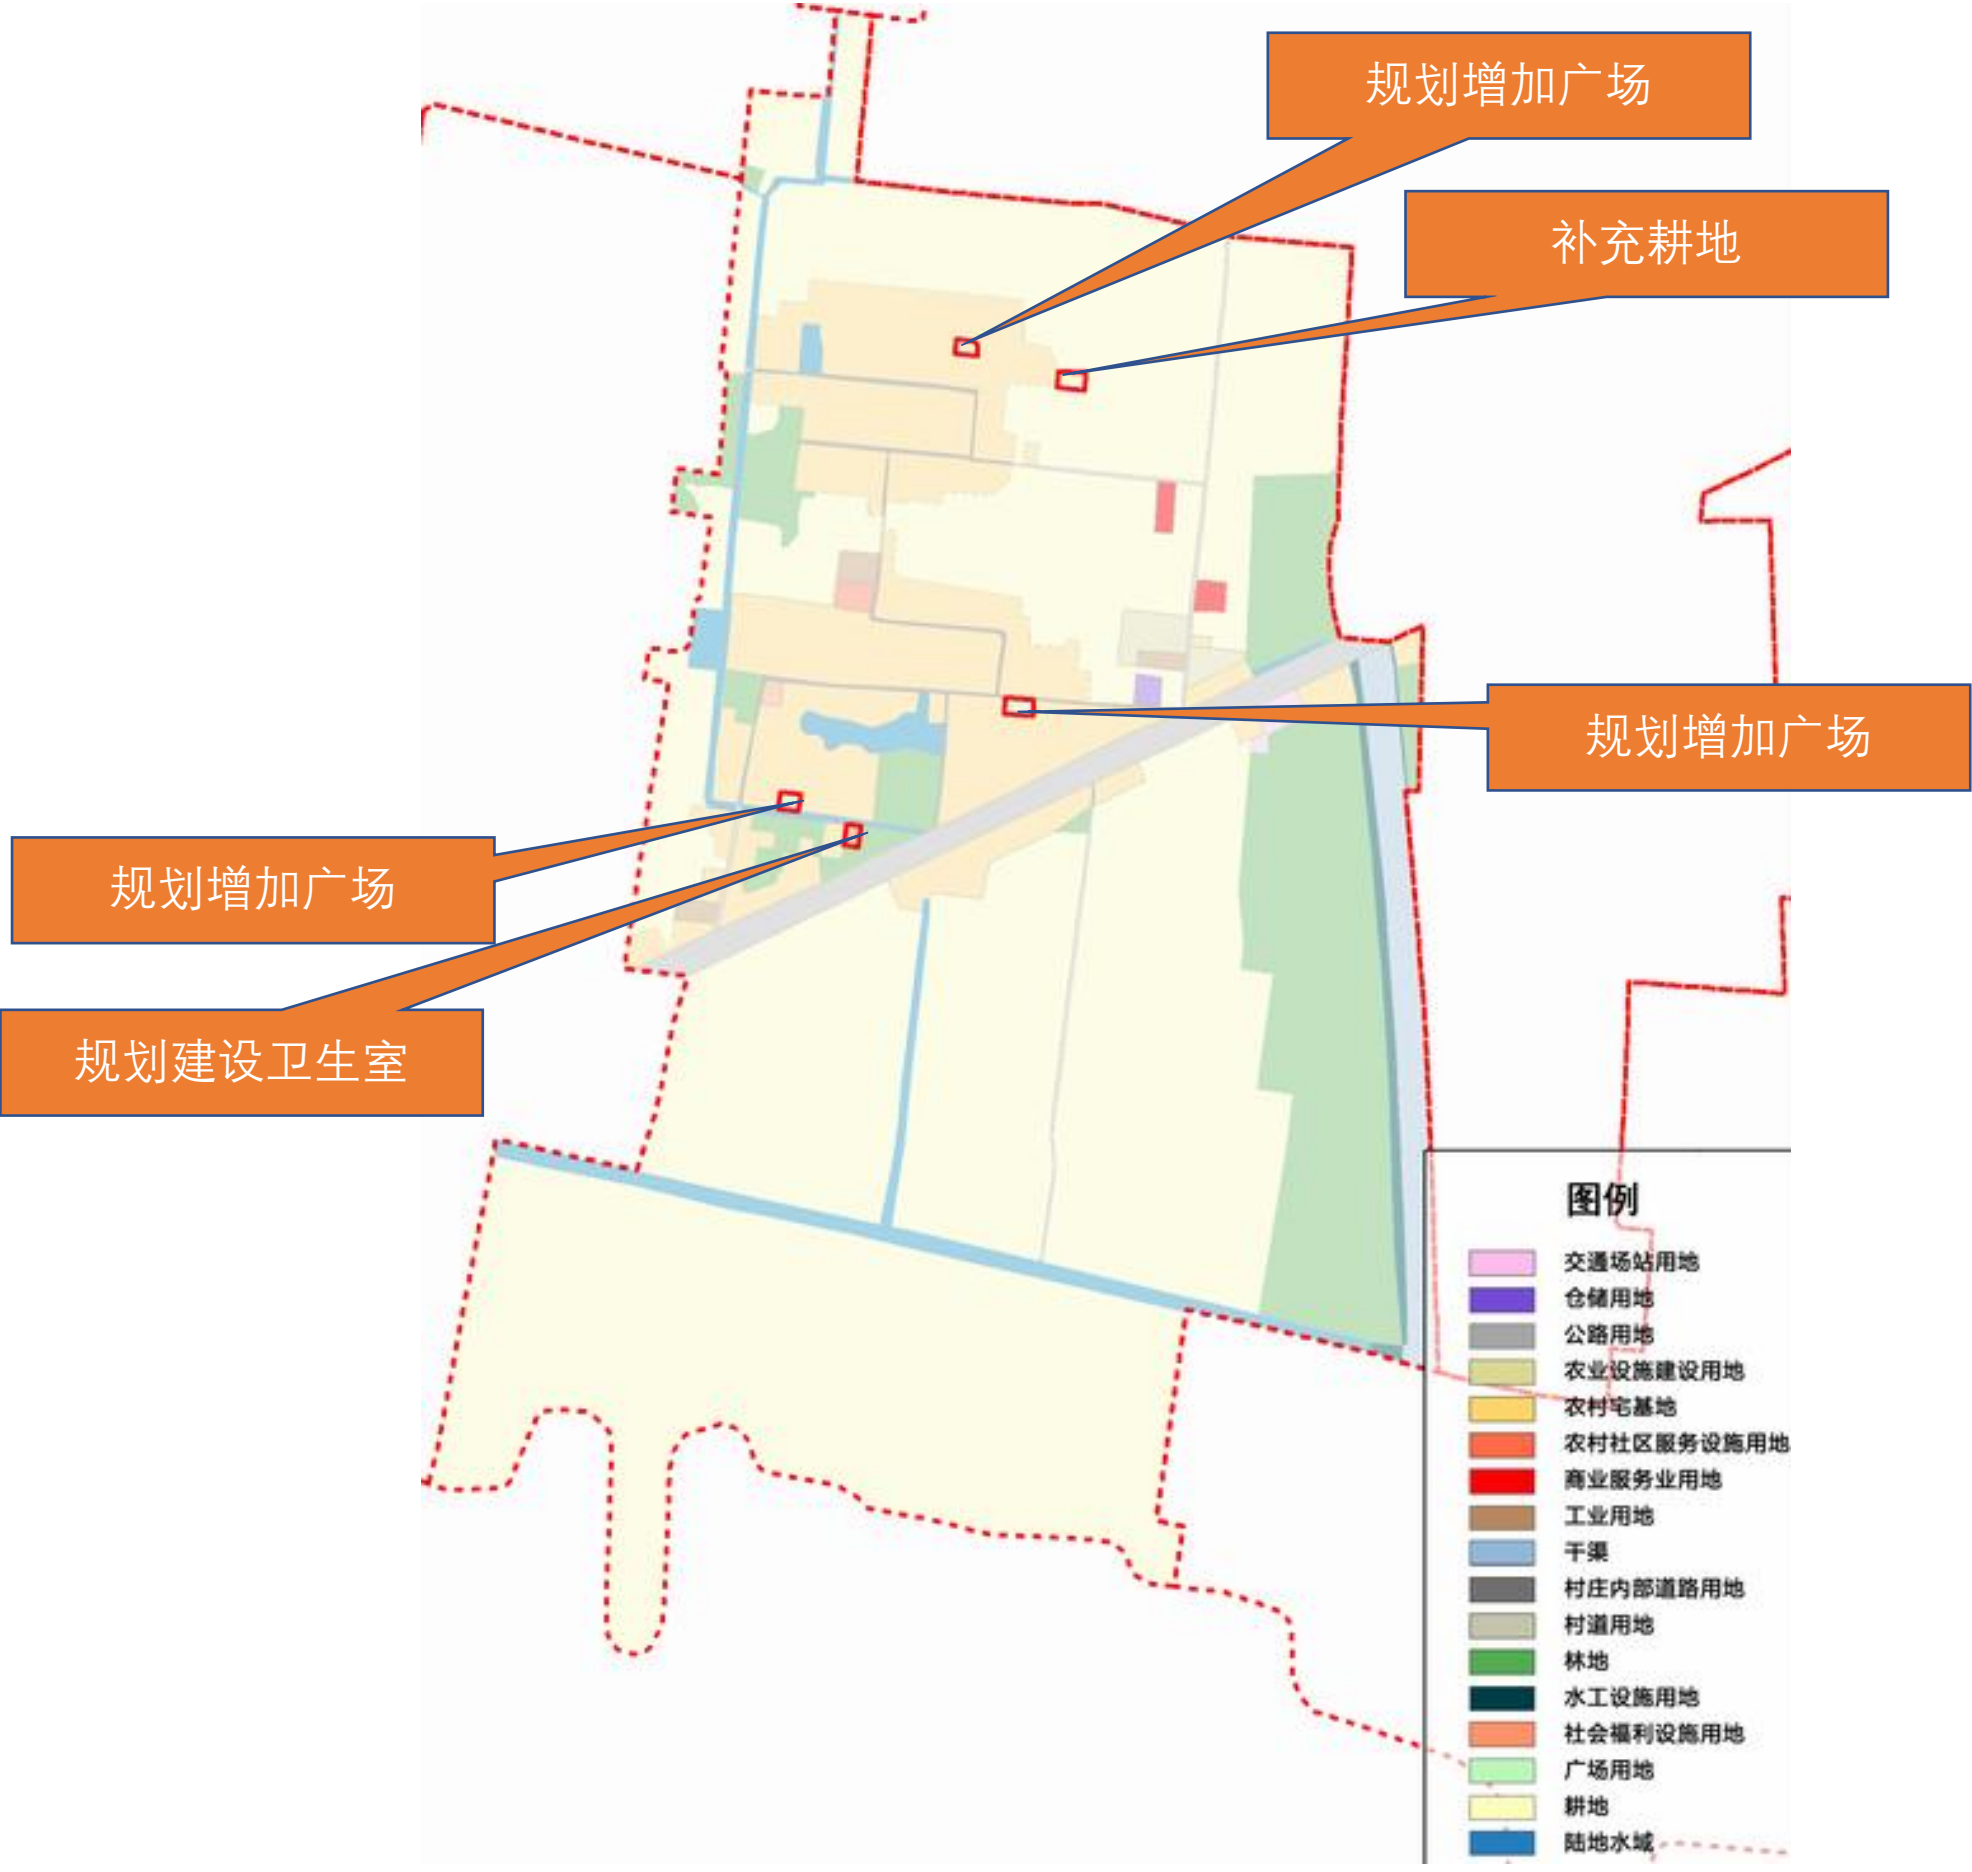 规划增加广场
补充耕地
规划增加广场
规划增加广场
规划建设卫生室
图例
交通场站用地
仓储用地
公路用地
农业设施建设用地
农村宅基地
农村社区服务设施用地
商业服务业用地
工业用地
干渠
村庄内部道路用地
村道用地
林地
水工设施用地
社会福利设施用地
广场用地
耕地
陆地水域